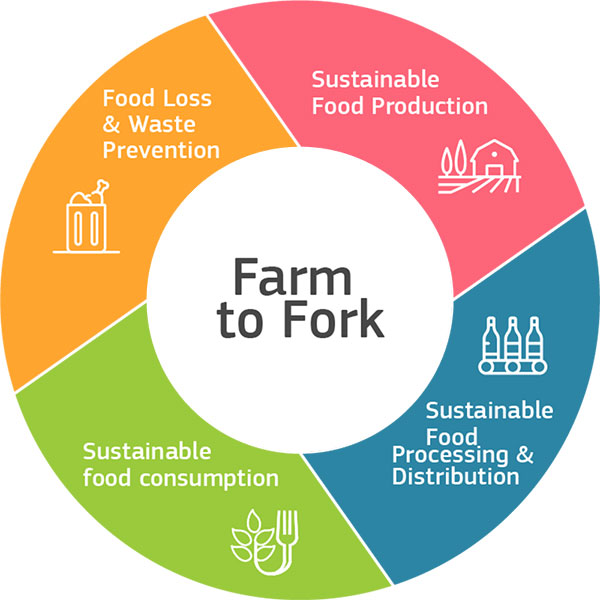 Food Loss
& Waste
Prevention
Sustainable
Food Production
Farm
to Fork
Sustainable
Food
Processing &
Distribution
Sustainable
food consumption